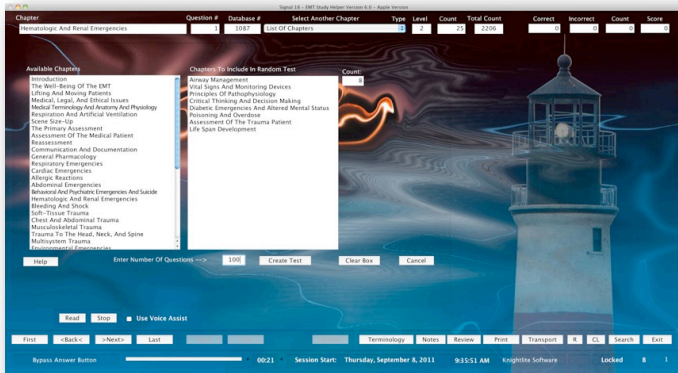 Signal 18 - EMT Study Helper Version 6.0 - Apple Version
Chapter Question # Database # Select Another Chapter Type Level Count Total Count Correct Incorrect Count Score
Hematologic And Renal Emergencies 1 1087 List Of Chapters 2 25 2206 0 0 0 0
Available Chapters
Introduction
The Well-Being Of The EMT
Lifting And Moving Patients
Medical, Legal, And Ethical Issues
Medical Terminology And Anatomy And Physiology
Respiration And Artificial Ventilation
Scene Size-Up
The Primary Assessment
Assessment Of The Medical Patient
Reassessment
Communication And Documentation
General Pharmacology
Respiratory Emergencies
Cardiac Emergencies
Allergic Reactions
Abdominal Emergencies
Behavioral And Psychiatric Emergencies And Suicide
Hematologic And Renal Emergencies
Bleeding And Shock
Soft-Tissue Trauma
Chest And Abdominal Trauma
Musculoskeletal Trauma
Trauma To The Head, Neck, And Spine
Multisystem Trauma
Environmental Emergencies
Chapters To Include In Random Test
Airway Management
Vital Signs And Monitoring Devices
Principles Of Pathophysiology
Critical Thinking And Decision Making
Diabetic Emergencies And Altered Mental Status
Poisoning And Overdose
Assessment Of The Trauma Patient
Life Span Development
Count:
8
Help Enter Number Of Questions --> 100 Create Test Clear Box Cancel
Read Stop Use Voice Assist
First <Back< >Next> Last Terminology Notes Review Print Transport R CL Search Exit
Bypass Answer Button 00:21 Session Start: Thursday, September 8, 2011 9:35:51 AM Knightlite Software Locked 8 1